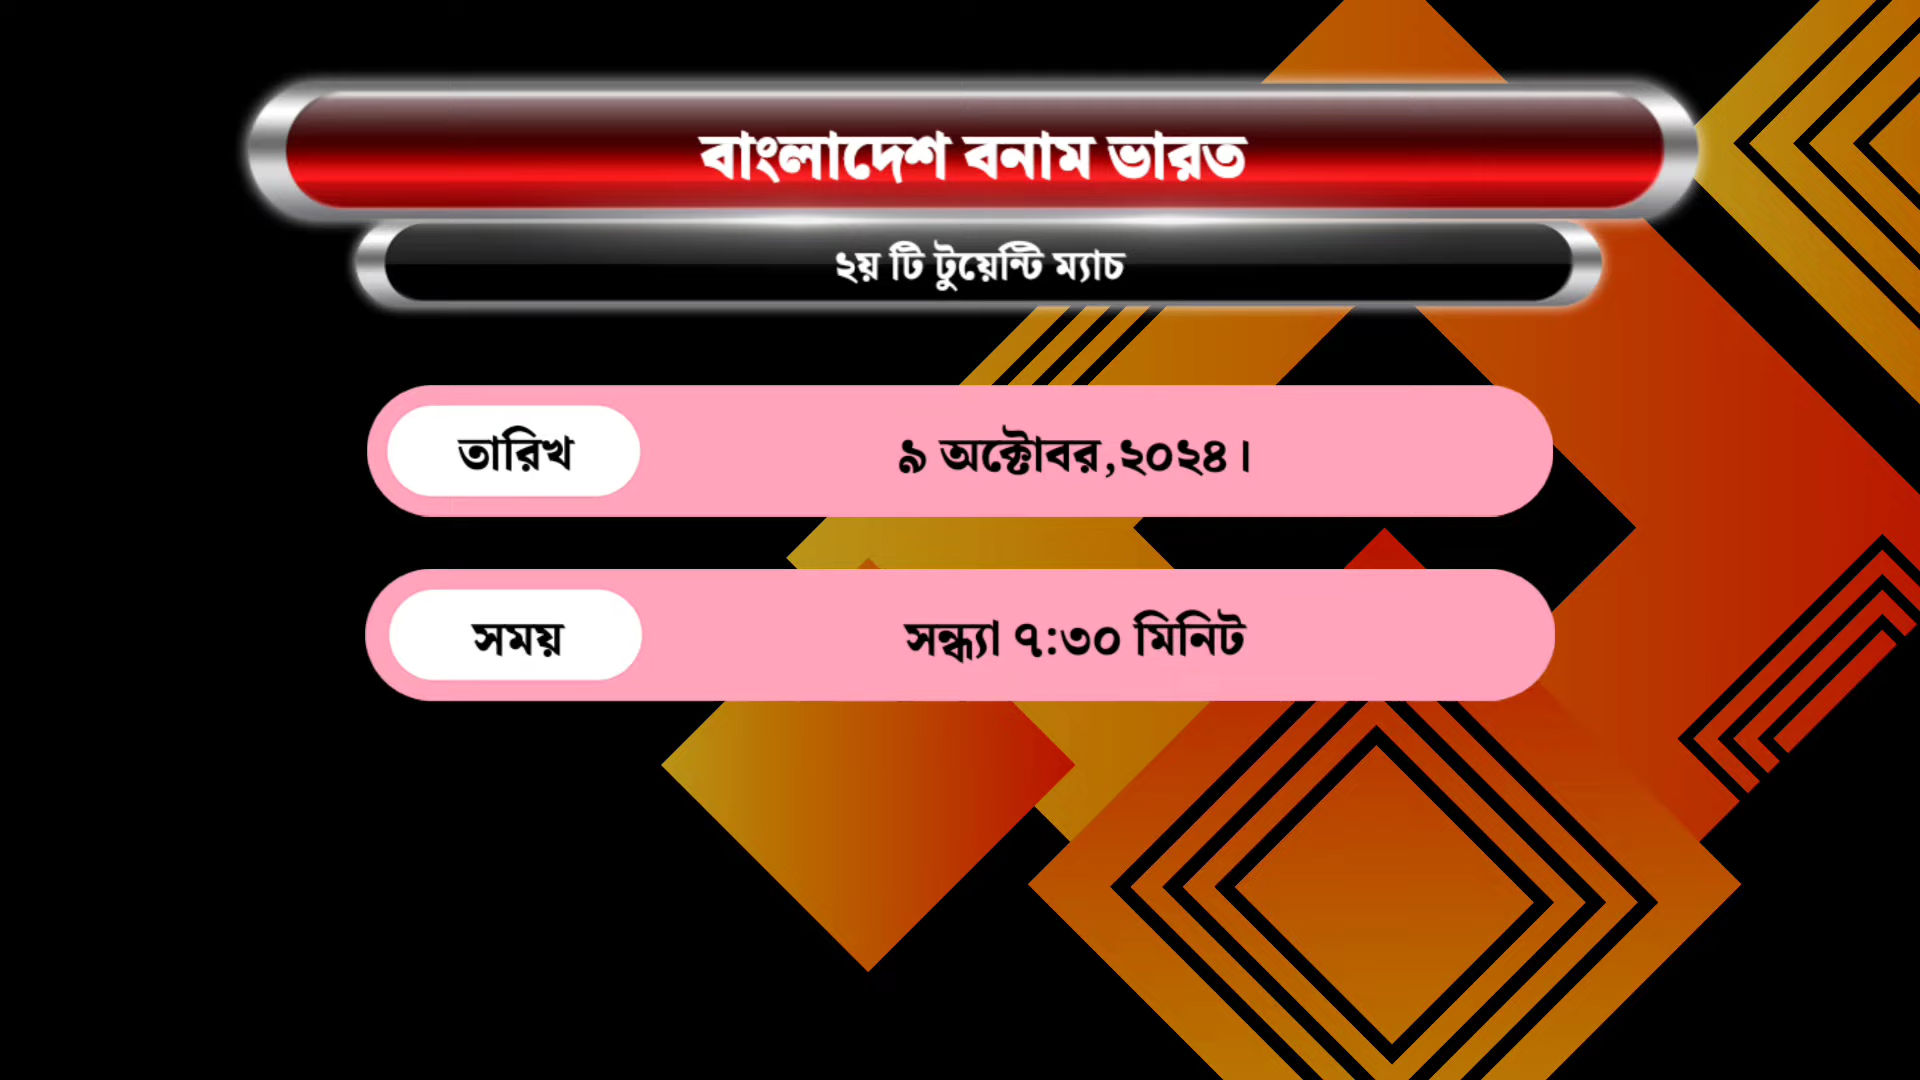 বাংলাদেশ বনাম ভারত
২য় টি টুয়েন্টি ম্যাচ
তারিখ ৯ অক্টোবর,২০২৪।
সময় সন্ধ্যা ৭:৩০ মিনিট